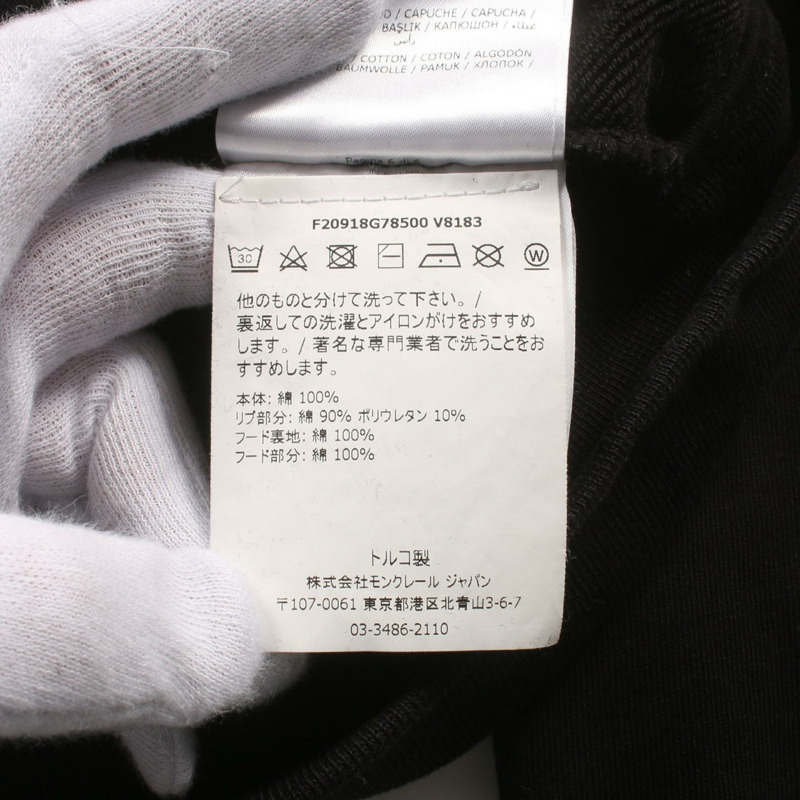 D / CAPUCHE / CAPUCHA /
BAŞLIK / КАПЮШОН / غطاء
رأس
COTTON / COTON / ALGODÓN
BAUMWOLLE / PAMUK / ХЛОПОК /
F20918G78500 V8183
30
W
他のものと分けて洗って下さい。/
裏返しての洗濯とアイロンがけをおすすめ
します。/ 著名な専門業者で洗うことをお
すすめします。
本体: 綿 100%
リブ部分: 綿 90% ポリウレタン 10%
フード裏地: 綿 100%
フード部分: 綿 100%
トルコ製
株式会社モンクレール ジャパン
〒107-0061 東京都港区北青山3-6-7
03-3486-2110